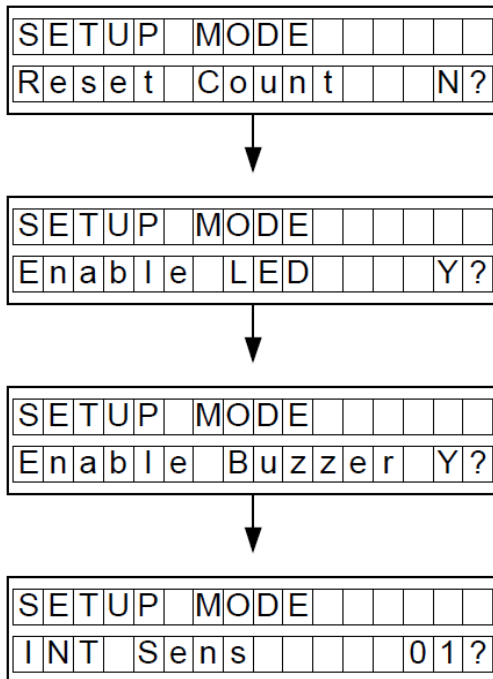 SETUP MODE
Reset Count N?
SETUP MODE
Enable LED Y?
SETUP MODE
Enable Buzzer Y?
SETUP MODE
INT Sens 01?